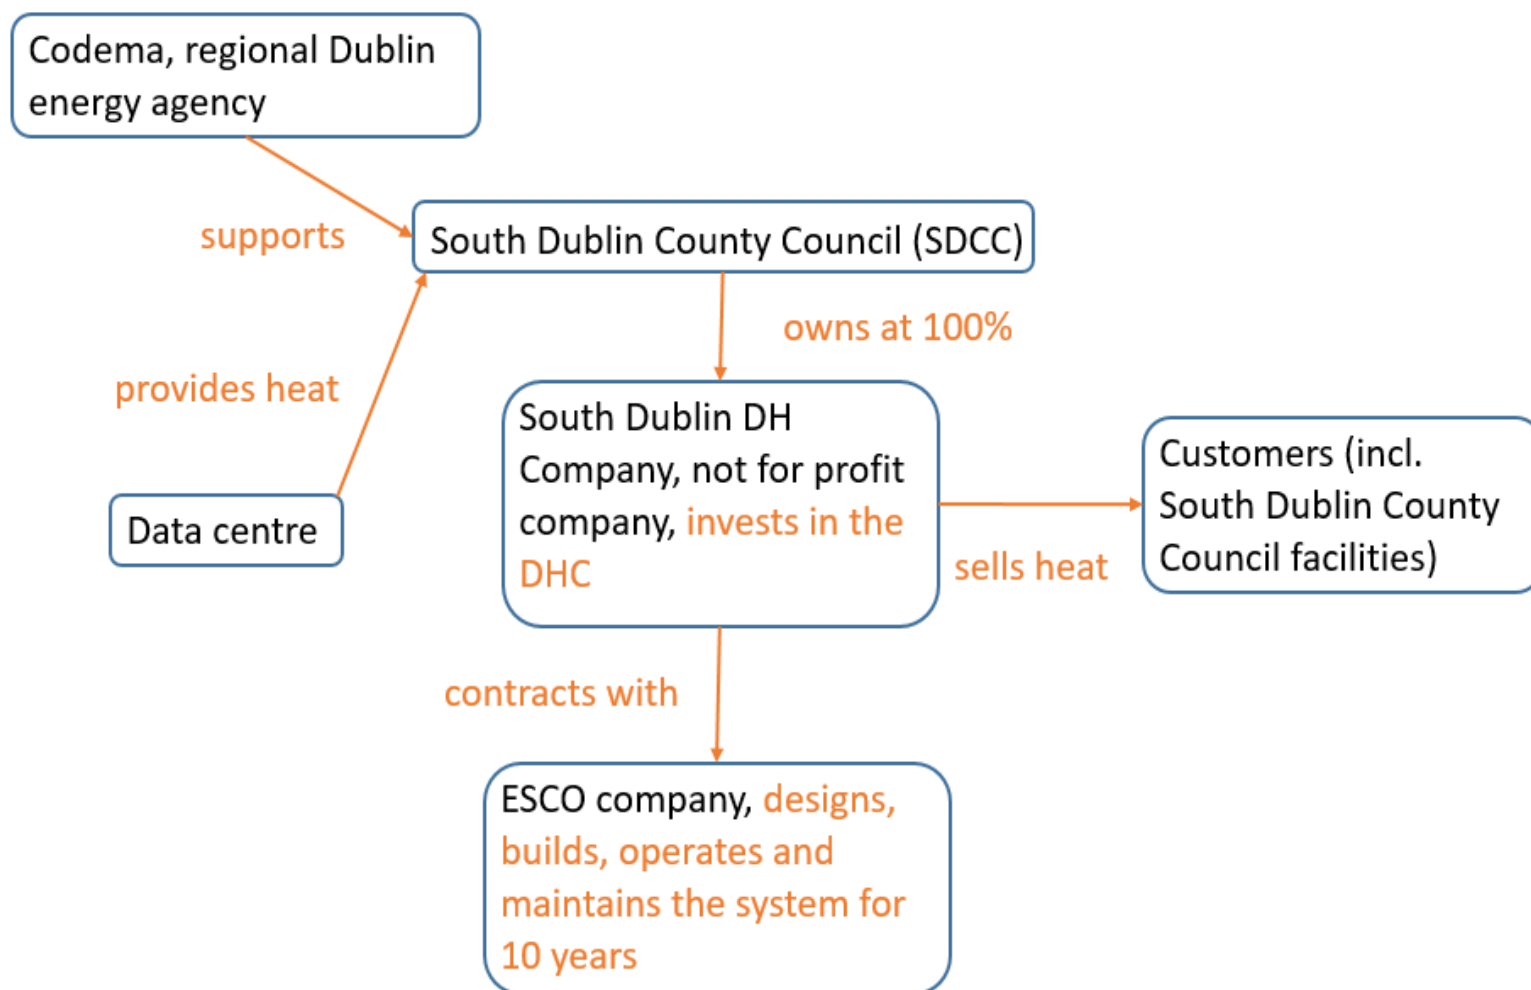 Codema, regional Dublin
energy agency
supports
South Dublin County Council (SDCC)
owns at 100%
provides heat
Data centre
South Dublin DH
Company, not for profit
company, invests in the
DHC
sells heat
Customers (incl.
South Dublin County
Council facilities)
contracts with
ESCO company, designs,
builds, operates and
maintains the system for
10 years